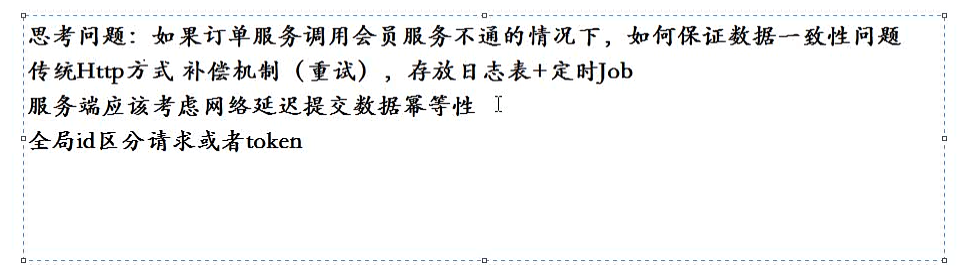 思考问题：如果订单服务调用会员服务不通的情况下，如何保证数据一致性问题
传统Http方式 补偿机制（重试），存放日志表+定时Job
服务端应该考虑网络延迟提交数据幂等性
全局id区分请求或者token